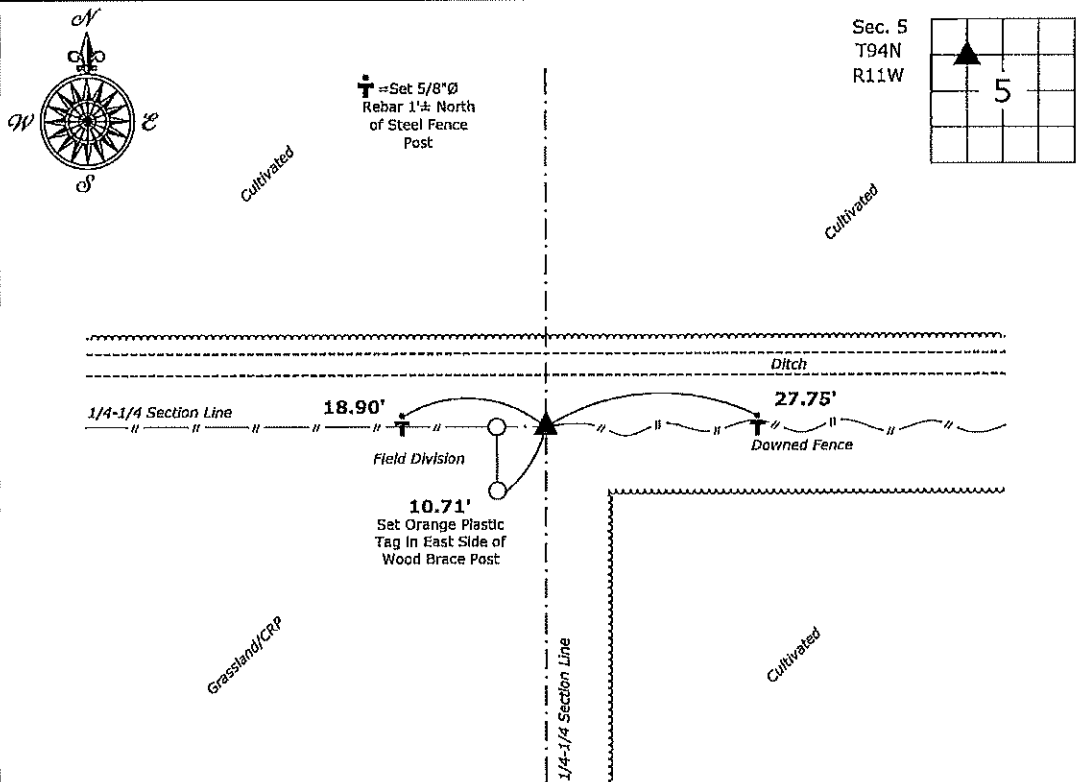 N
W
E
S
=Set 5/8"Ø
Rebar 1'± North
of Steel Fence
Post
Sec. 5
T94N
R11W
5
Cultivated
Cultivated
Ditch
1/4-1/4 Section Line
18.90'
27.75'
Field Division
Downed Fence
10.71'
Set Orange Plastic
Tag in East Side of
Wood Brace Post
Grassland/CRP
1/4-1/4 Section Line
Cultivated